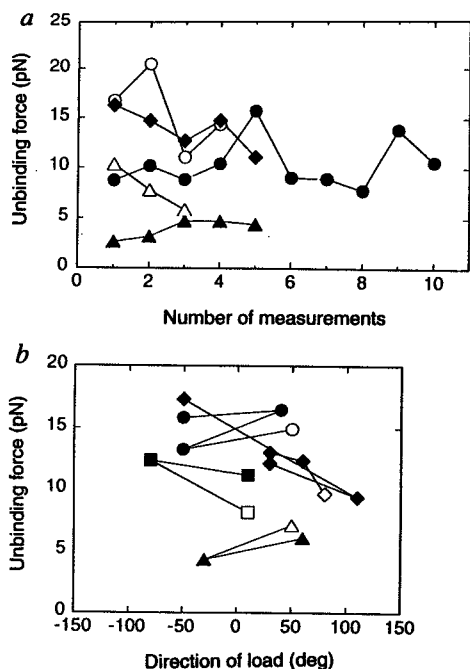 a
Unbinding force (pN)
25
20
15
10
5
0
0 2 4 6 8 10
Number of measurements
b
Unbinding force (pN)
20
15
10
5
0
-150 -100 -50 0 50 100 150
Direction of load (deg)